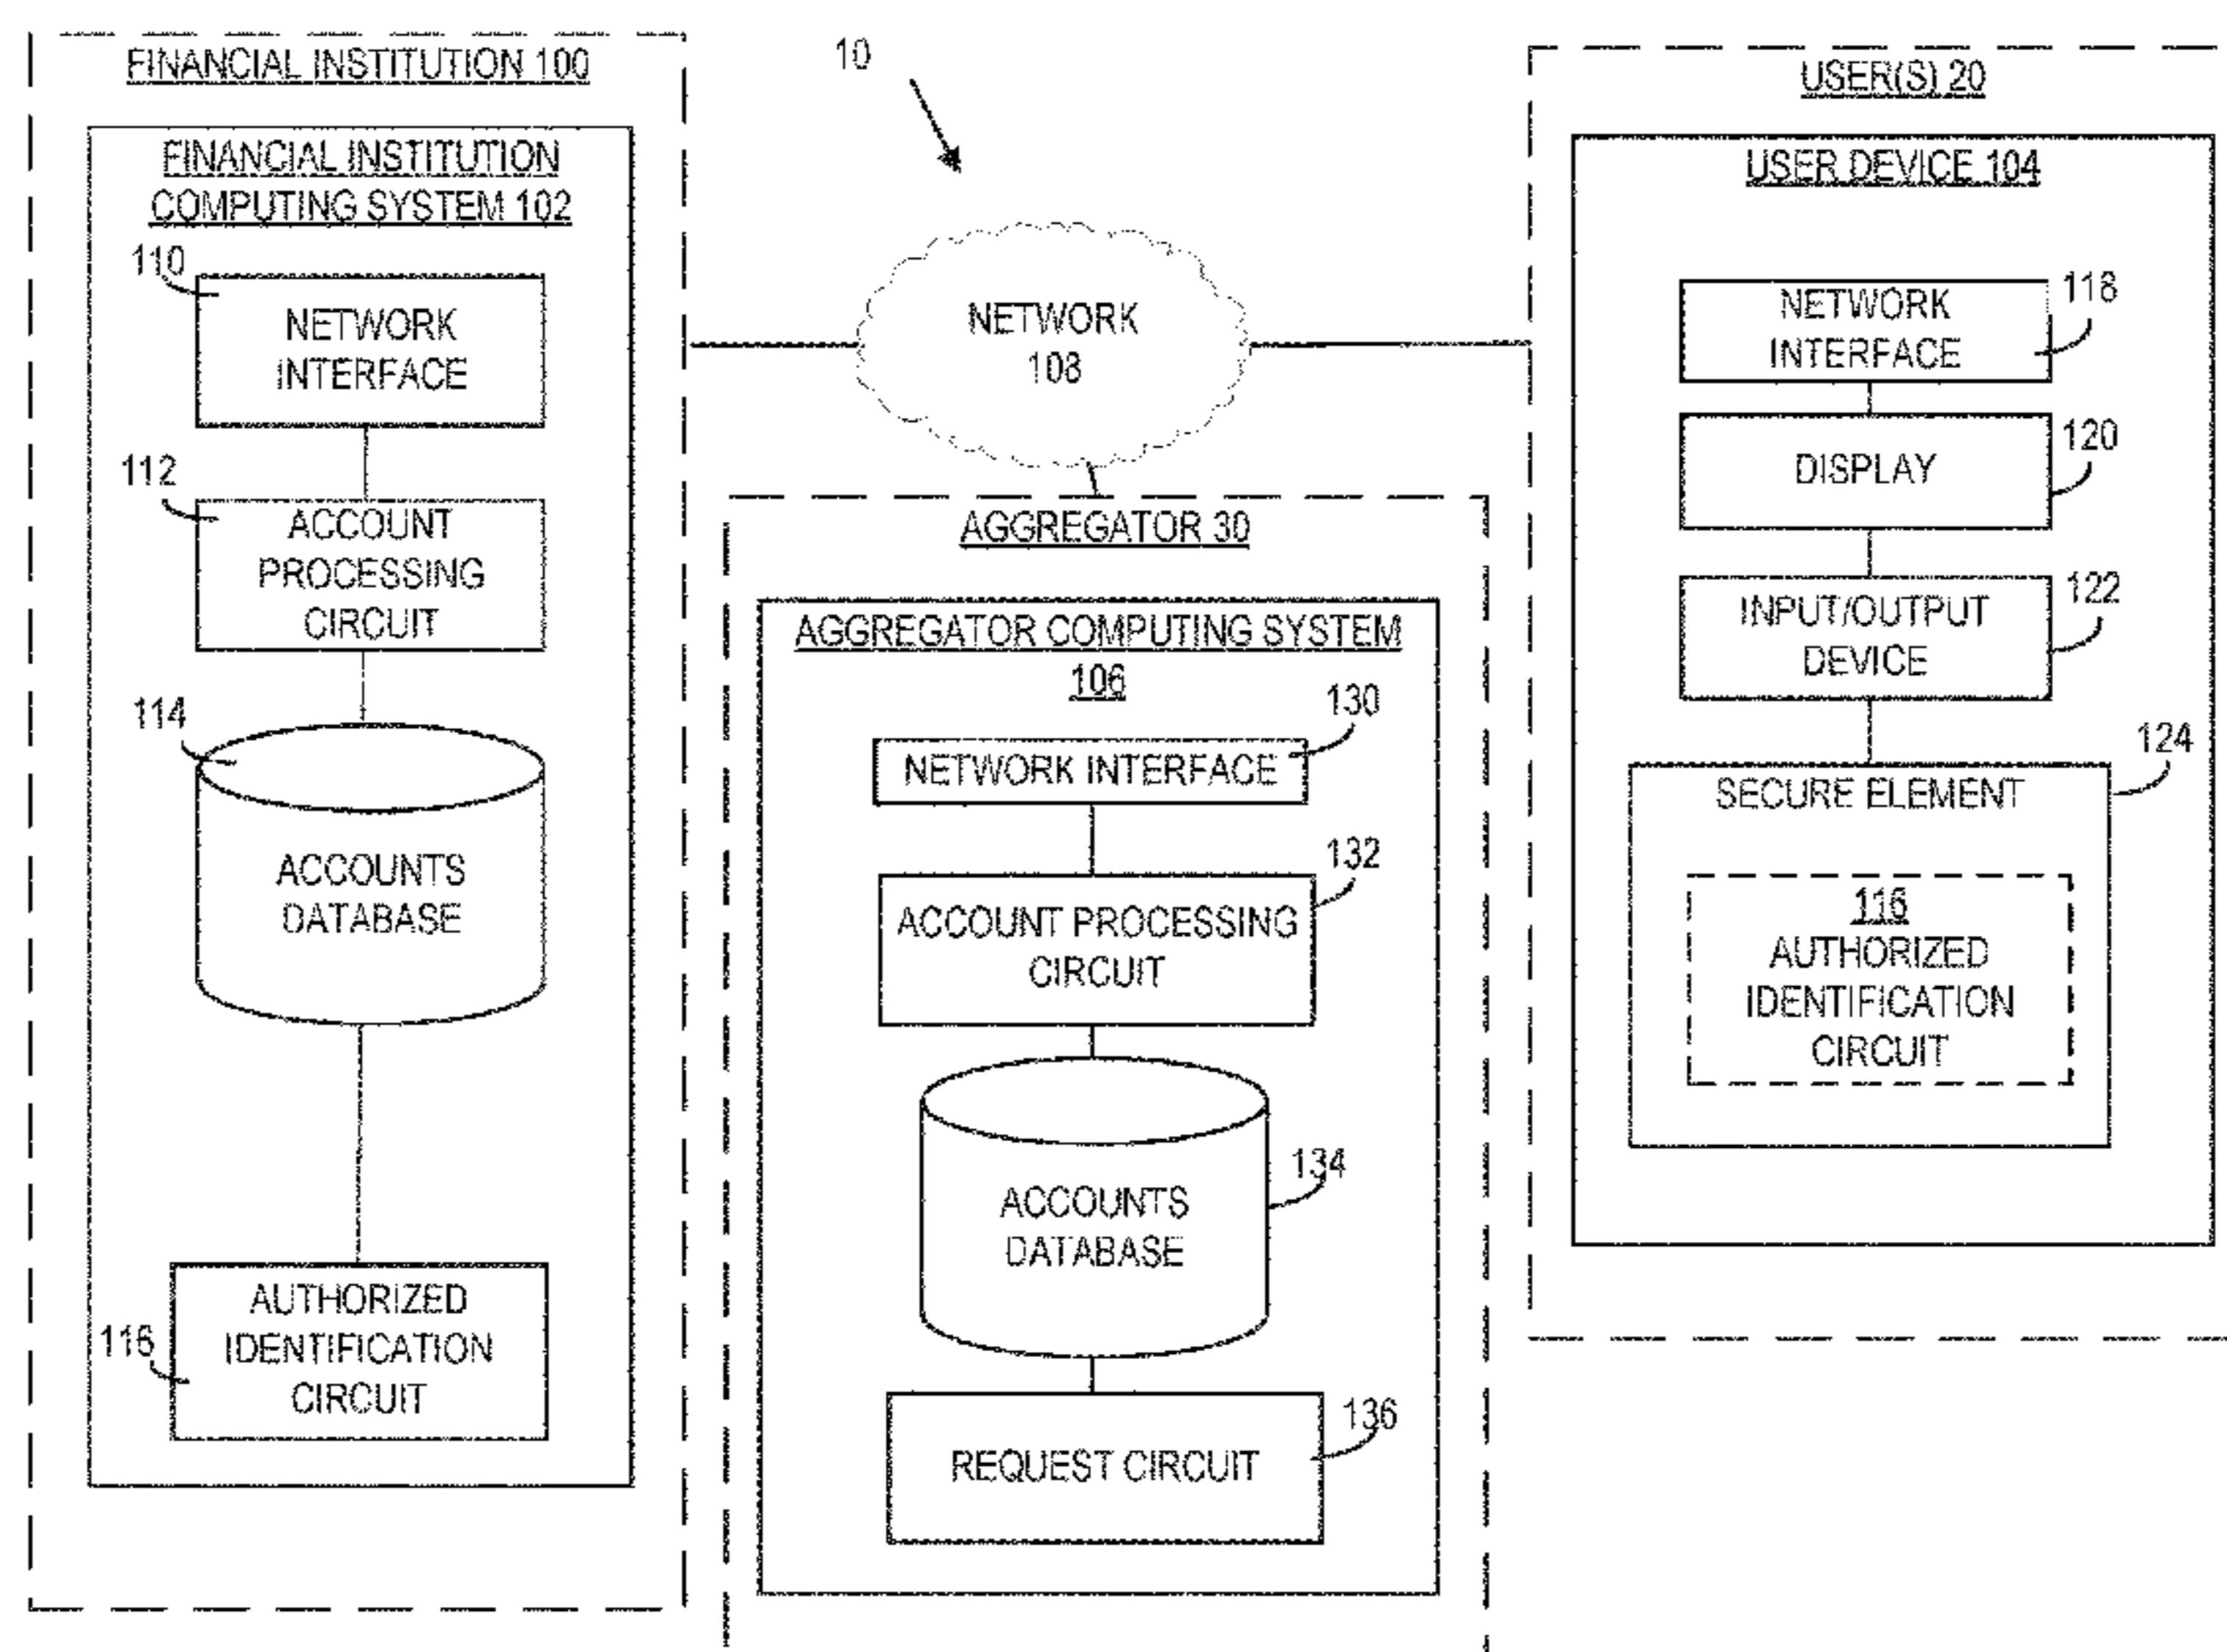 FINANCIAL INSTITUTION 100
FINANCIAL INSTITUTION
COMPUTING SYSTEM 102
110
NETWORK
INTERFACE
112
ACCOUNT
PROCESSING
CIRCUIT
114
ACCOUNTS
DATABASE
116
AUTHORIZED
IDENTIFICATION
CIRCUIT
10
NETWORK
108
AGGREGATOR 30
AGGREGATOR COMPUTING SYSTEM
106
130
NETWORK INTERFACE
132
ACCOUNT PROCESSING
CIRCUIT
134
ACCOUNTS
DATABASE
136
REQUEST CIRCUIT
USER(S) 20
USER DEVICE 104
118
NETWORK
INTERFACE
120
DISPLAY
122
INPUT/OUTPUT
DEVICE
124
SECURE ELEMENT
116
AUTHORIZED
IDENTIFICATION
CIRCUIT